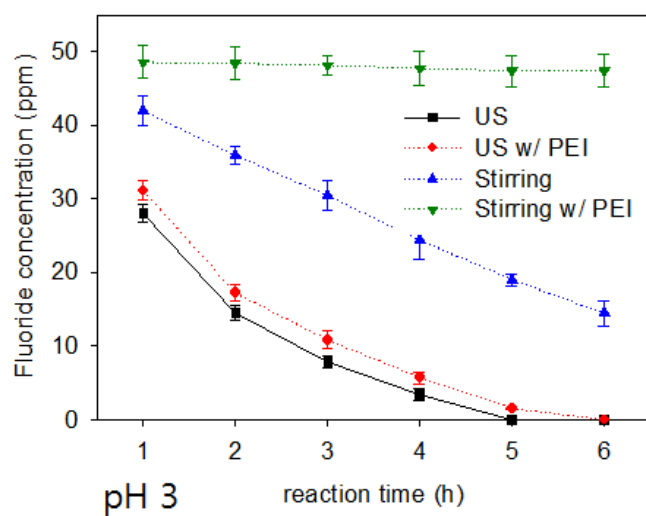 Fluoride concentration (ppm)
50
40
30
20
10
0
US
US w/ PEI
Stirring
Stirring w/ PEI
1 2 3 4 5 6
pH 3 reaction time (h)